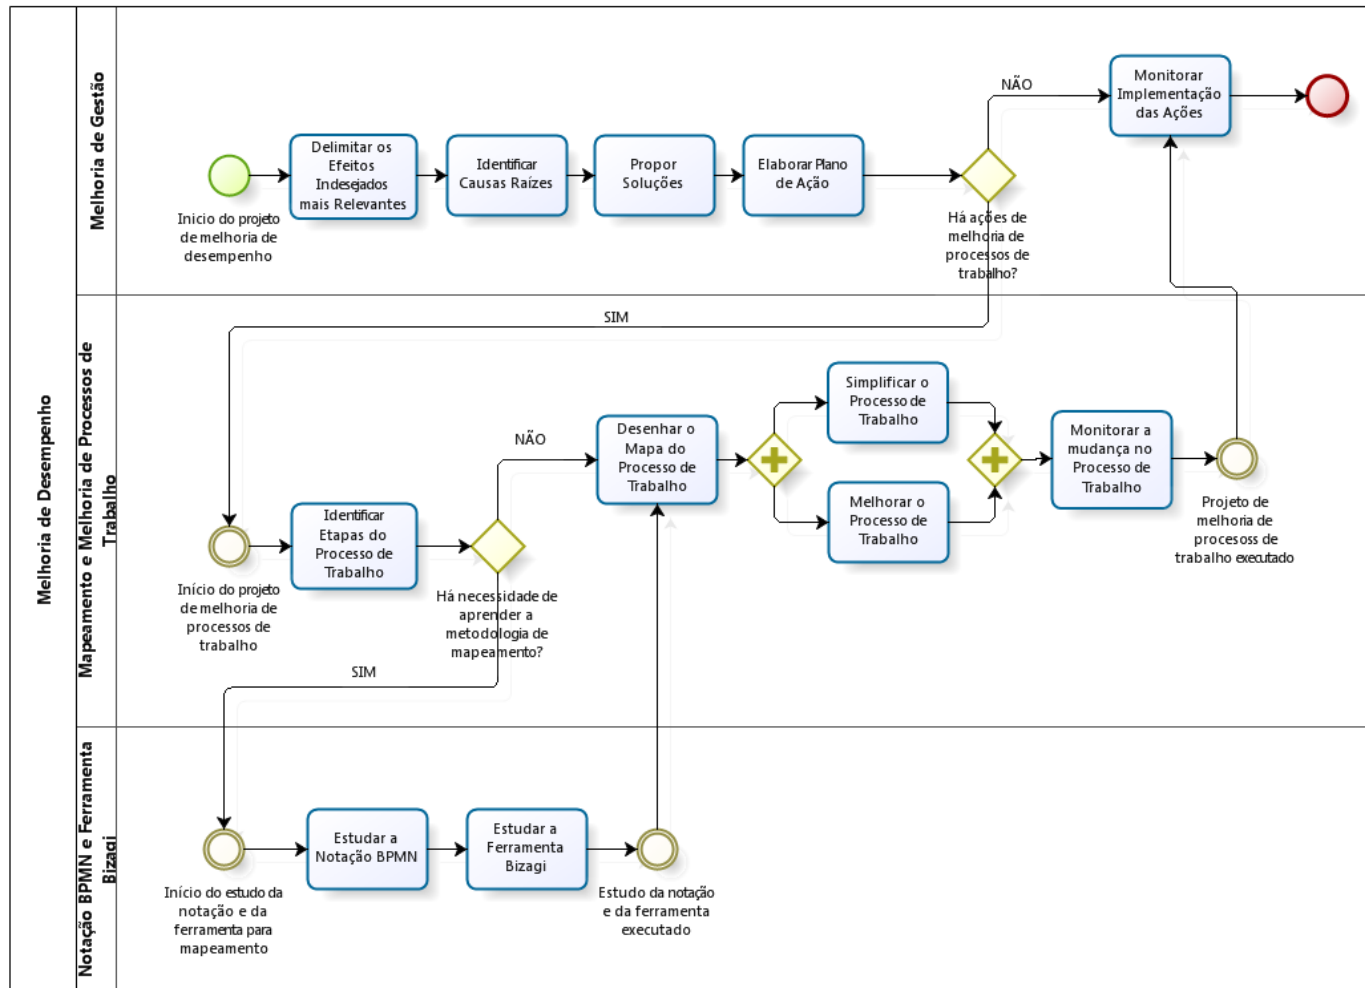 Melhoria de Desempenho
Melhoria de Gestão
Inicio do projeto
de melhoria de
desempenho
Delimitar os
Efeitos
Indesejados
mais Relevantes
Identificar
Causas Raízes
Propor
Soluções
Elaborar Plano
de Ação
Há ações de
melhoria de
processos de
trabalho?
NÃO
Monitorar
Implementação
das Ações
SIM
Mapeamento e Melhoria de Processos de
Trabalho
Início do projeto
de melhoria de
processos de
trabalho
Identificar
Etapas do
Processo de
Trabalho
Há necessidade de
aprender a
metodologia de
mapeamento?
NÃO
Desenhar o
Mapa do
Processo de
Trabalho
Simplificar o
Processo de
Trabalho
Melhorar o
Processo de
Trabalho
Monitorar a
mudança no
Processo de
Trabalho
Projeto de
melhoria de
procesoss de
trabalho executado
SIM
Notação BPMN e Ferramenta
Bizagi
Início do estudo da
notação e da
ferramenta para
mapeamento
Estudar a
Notação BPMN
Estudar a
Ferramenta
Bizagi
Estudo da notação
e da ferramenta
executado